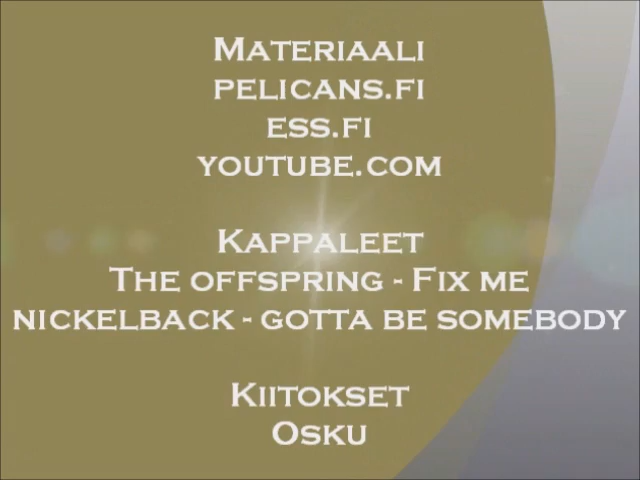 Materiaali
pelicans.fi
ess.fi
youtube.com
Kappaleet
The offspring - Fix me
nickelback - gotta be somebody
Kiitokset
Osku